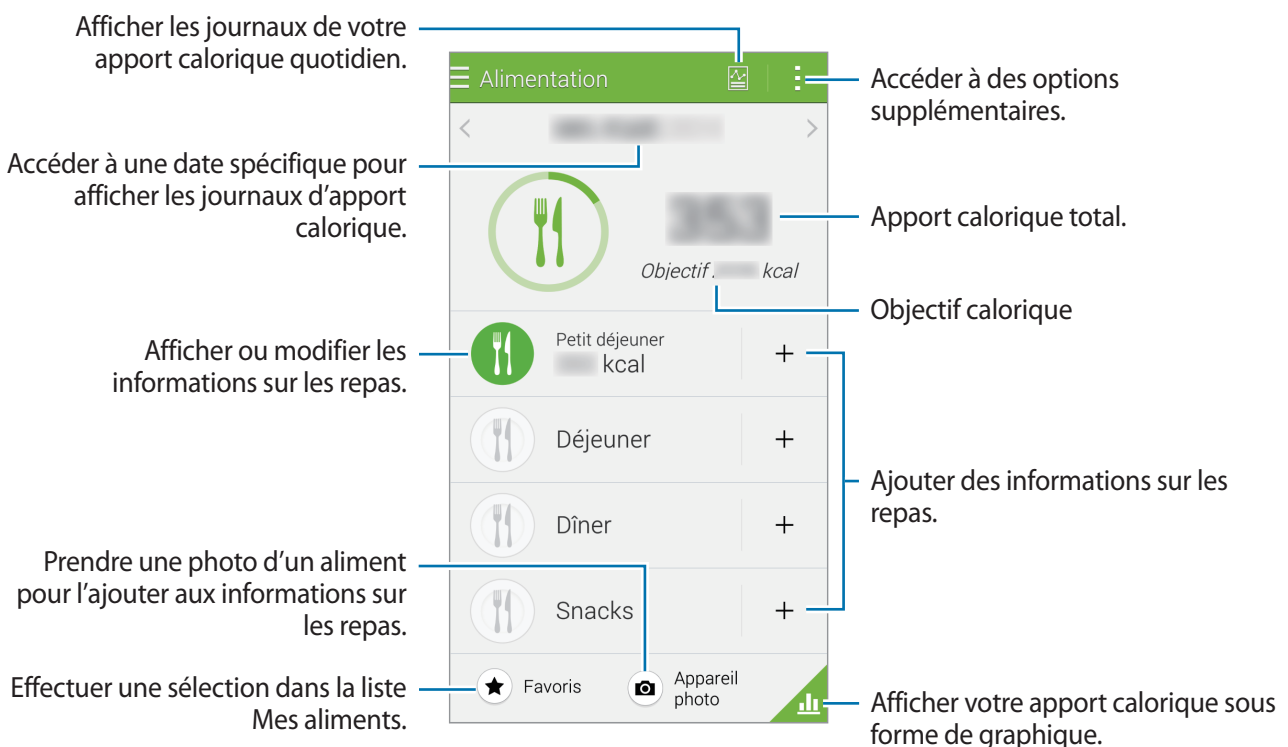 Afficher les journaux de votre
apport calorique quotidien.
Accéder à une date spécifique pour
afficher les journaux d’apport
calorique.
Afficher ou modifier les
informations sur les repas.
Prendre une photo d’un aliment
pour l’ajouter aux informations sur
les repas.
Effectuer une sélection dans la liste
Mes aliments.
Alimentation
353
Objectif kcal
Petit déjeuner
kcal
Déjeuner
Dîner
Snacks
Favoris
Appareil
photo
Accéder à des options
supplémentaires.
Apport calorique total.
Objectif calorique
Ajouter des informations sur les
repas.
Afficher votre apport calorique sous
forme de graphique.